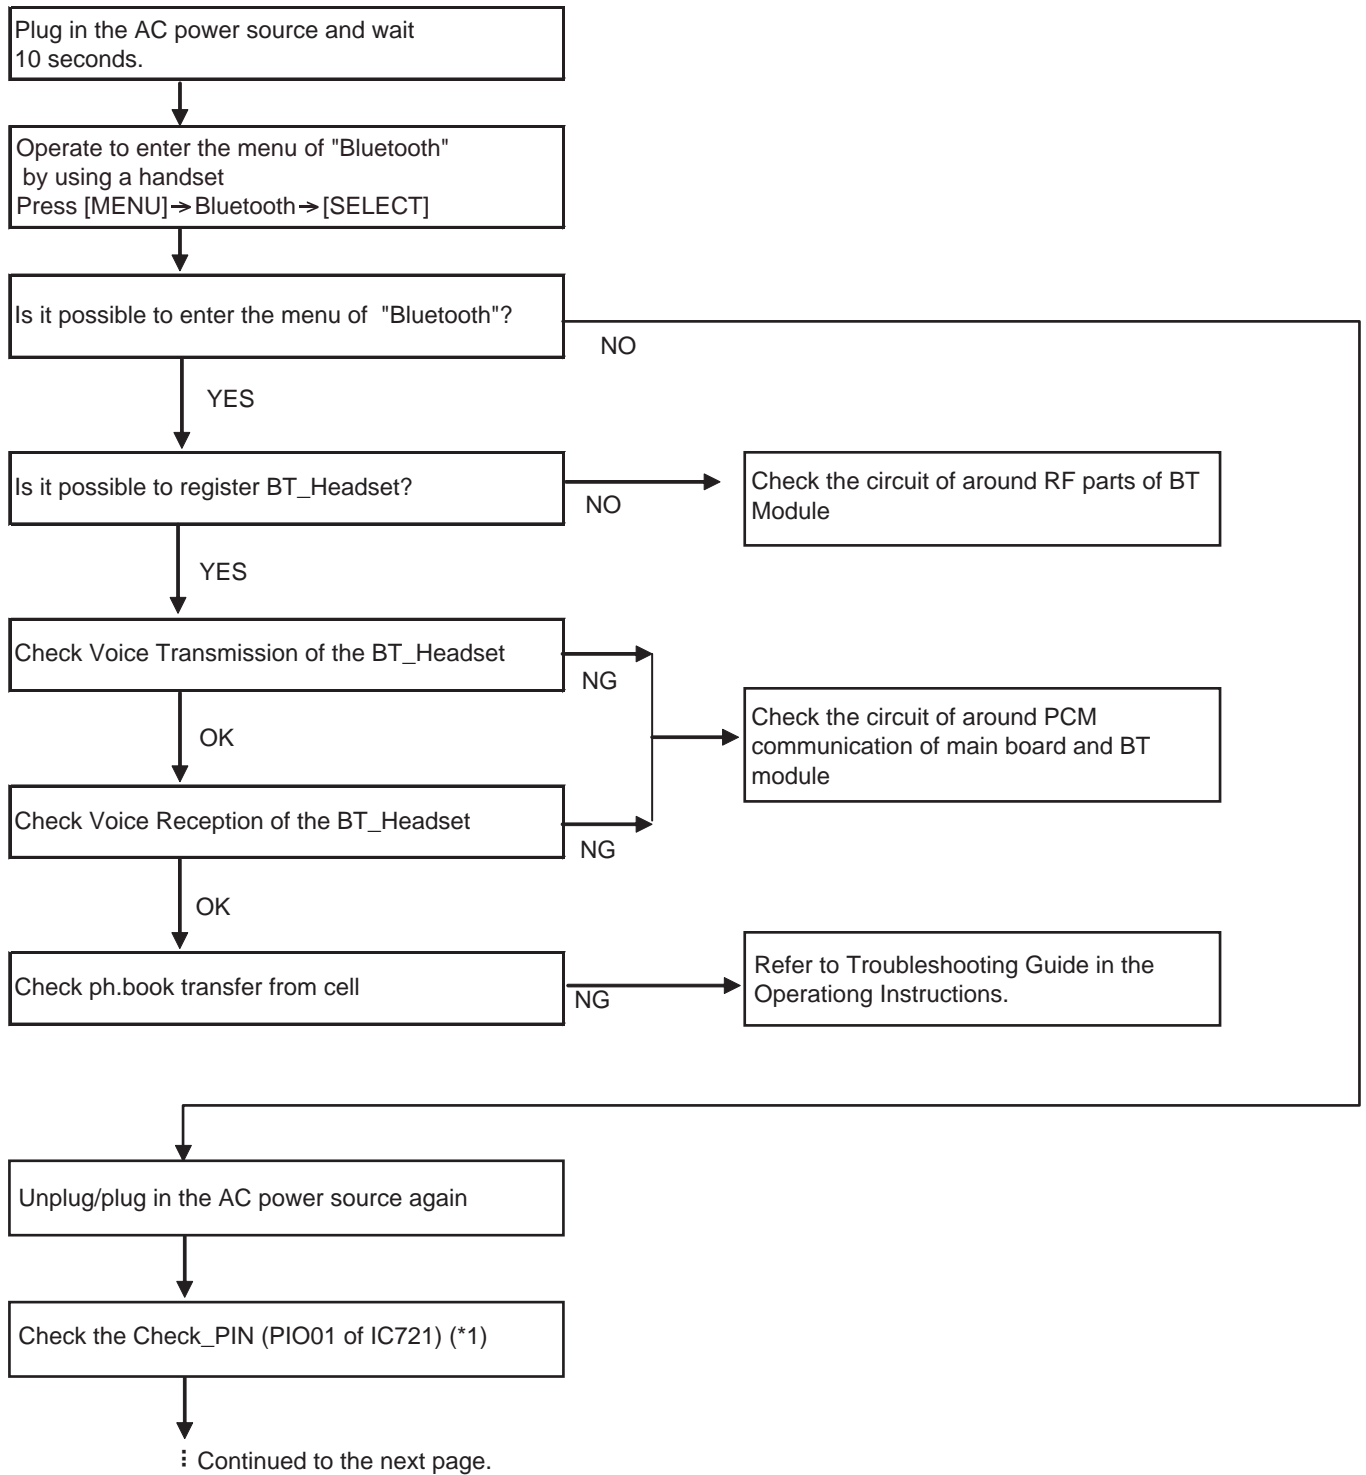 Plug in the AC power source and wait
10 seconds.
Operate to enter the menu of "Bluetooth"
by using a handset
Press [MENU]→Bluetooth→[SELECT]
Is it possible to enter the menu of "Bluetooth"?
NO
YES
Is it possible to register BT_Headset?
NO
Check the circuit of around RF parts of BT
Module
YES
Check Voice Transmission of the BT_Headset
NG
OK
Check the circuit of around PCM
communication of main board and BT
module
Check Voice Reception of the BT_Headset
NG
OK
Check ph.book transfer from cell
NG
Refer to Troubleshooting Guide in the
Operationg Instructions.
Unplug/plug in the AC power source again
Check the Check_PIN (PIO01 of IC721) (*1)
Continued to the next page.